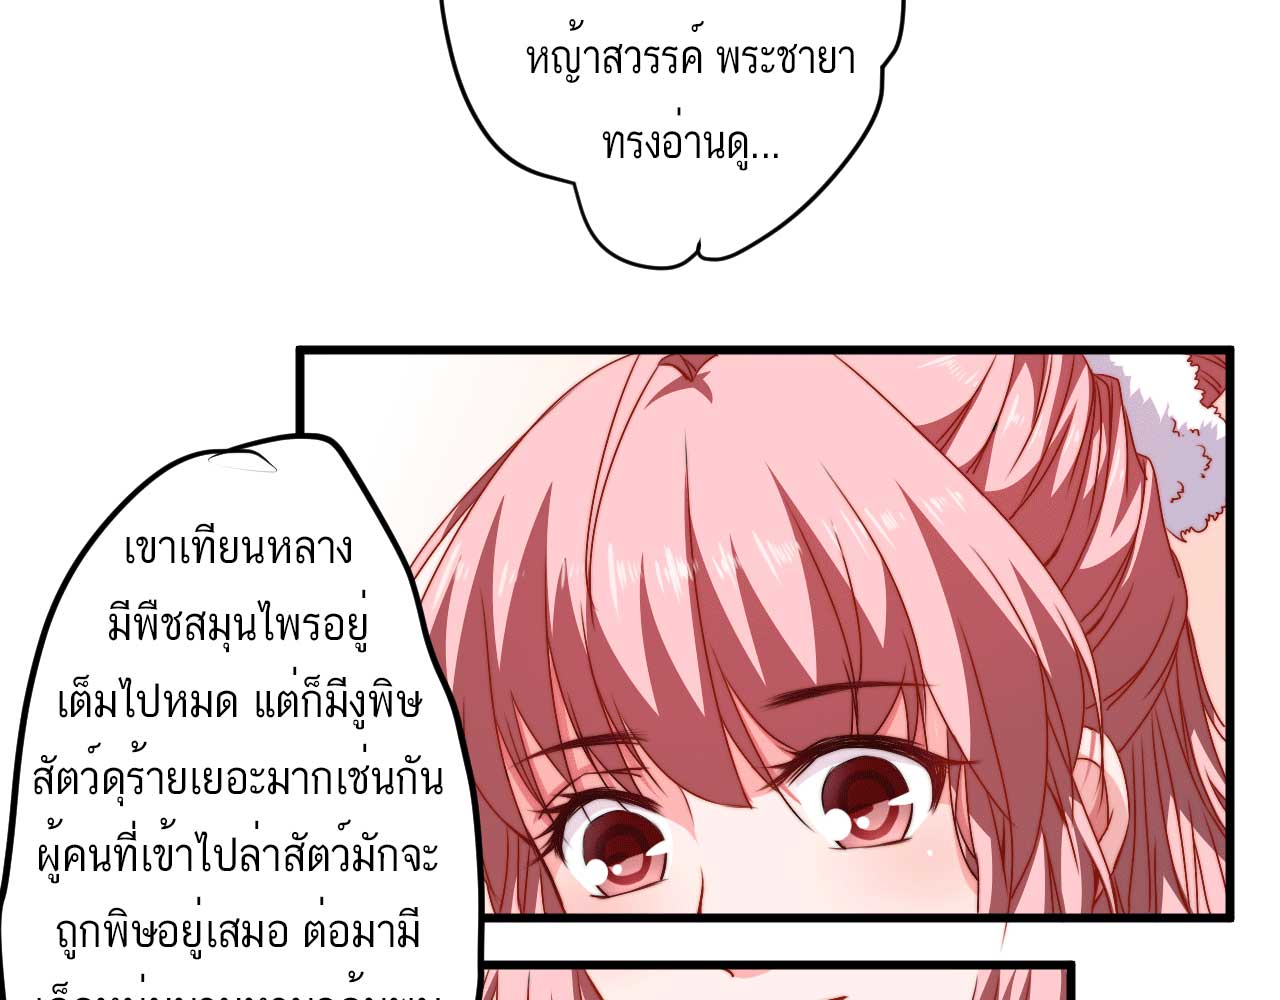 หญ้าสวรรค์ พระชายา
ทรงอ่านดู...
เขาเทียนหลาง
มีพืชสมุนไพรอยู่
เต็มไปหมด แต่ก็มีงูพิษ
สัตว์ดุร้ายเยอะมากเช่นกัน
ผู้คนที่เข้าไปล่าสัตว์มักจะ
ถูกพิษอยู่เสมอ ต่อมามี